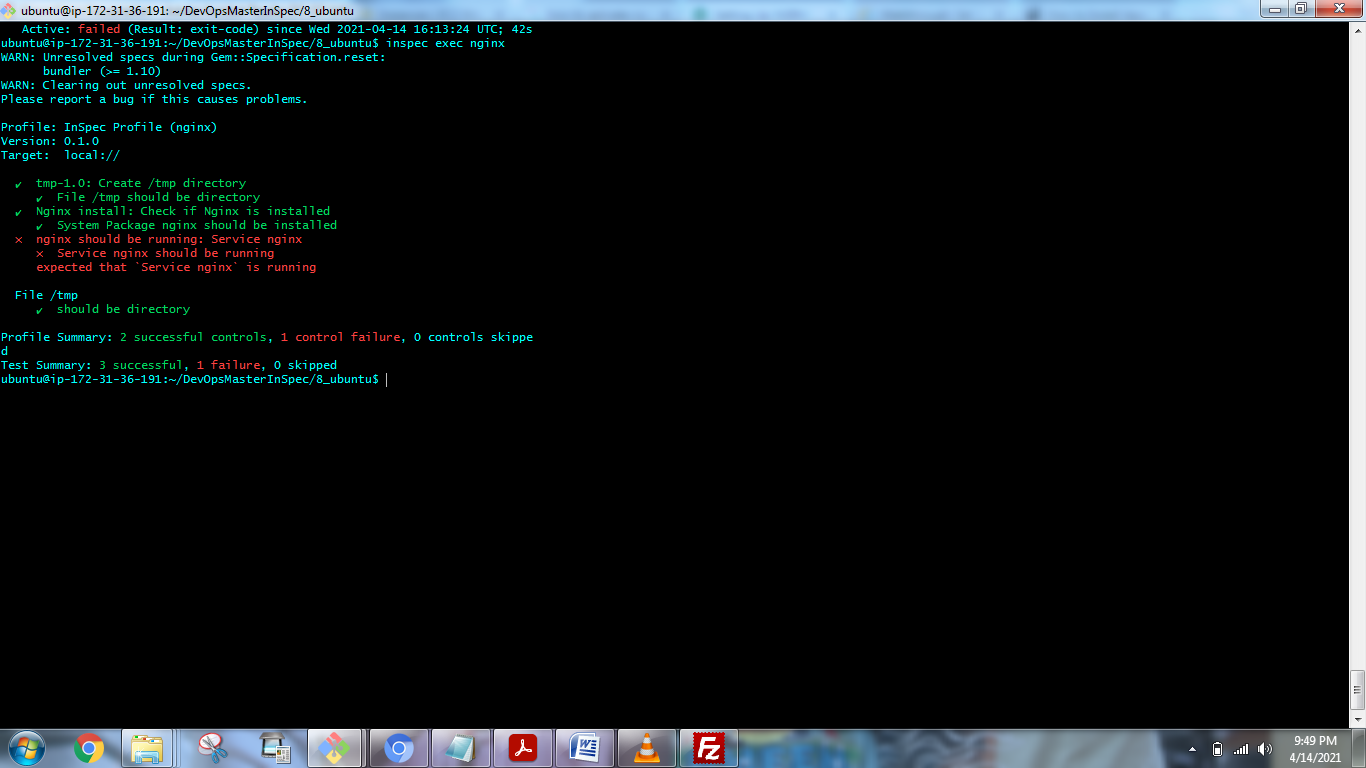 ubuntu@ip-172-31-36-191: ~/DevOpsMasterInSpec/8_ubuntu
Active: failed (Result: exit-code) since Wed 2021-04-14 16:13:24 UTC; 42s
ubuntu@ip-172-31-36-191:~/DevOpsMasterInSpec/8_ubuntu$ inspec exec nginx
WARN: Unresolved specs during Gem::Specification.reset:
bundler (>= 1.10)
WARN: Clearing out unresolved specs.
Please report a bug if this causes problems.
Profile: InSpec Profile (nginx)
Version: 0.1.0
Target:  local://
✔ tmp-1.0: Create /tmp directory
✔ File /tmp should be directory
✔ Nginx install: Check if Nginx is installed
✔ System Package nginx should be installed
× nginx should be running: Service nginx
× Service nginx should be running
expected that `Service nginx` is running
File /tmp
✔ should be directory
Profile Summary: 2 successful controls, 1 control failure, 0 controls skippe
d
Test Summary: 3 successful, 1 failure, 0 skipped
ubuntu@ip-172-31-36-191:~/DevOpsMasterInSpec/8_ubuntu$
9:49 PM
4/14/2021